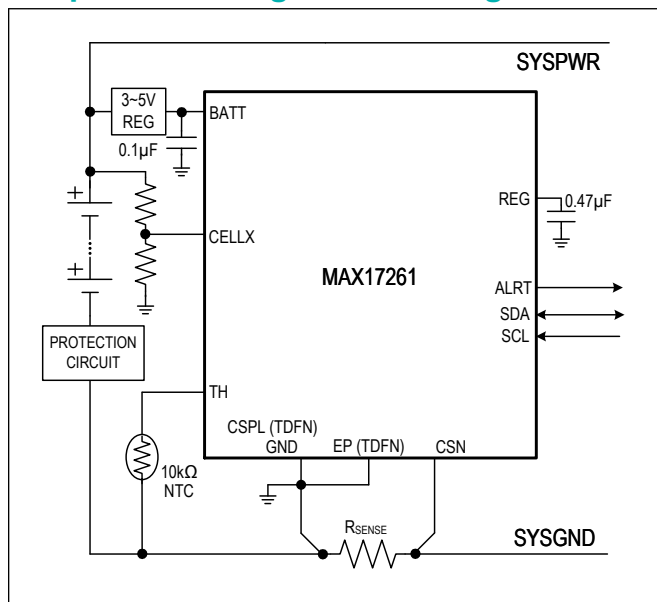 SYSPWR
3~5V
REG
BATT
0.1µF
+
CELLX
+
PROTECTION
CIRCUIT
REG
0.47µF
MAX17261
ALRT
SDA
SCL
TH
10kΩ
NTC
CSPL (TDFN)
GND
EP (TDFN)
CSN
RSENSE
SYSGND